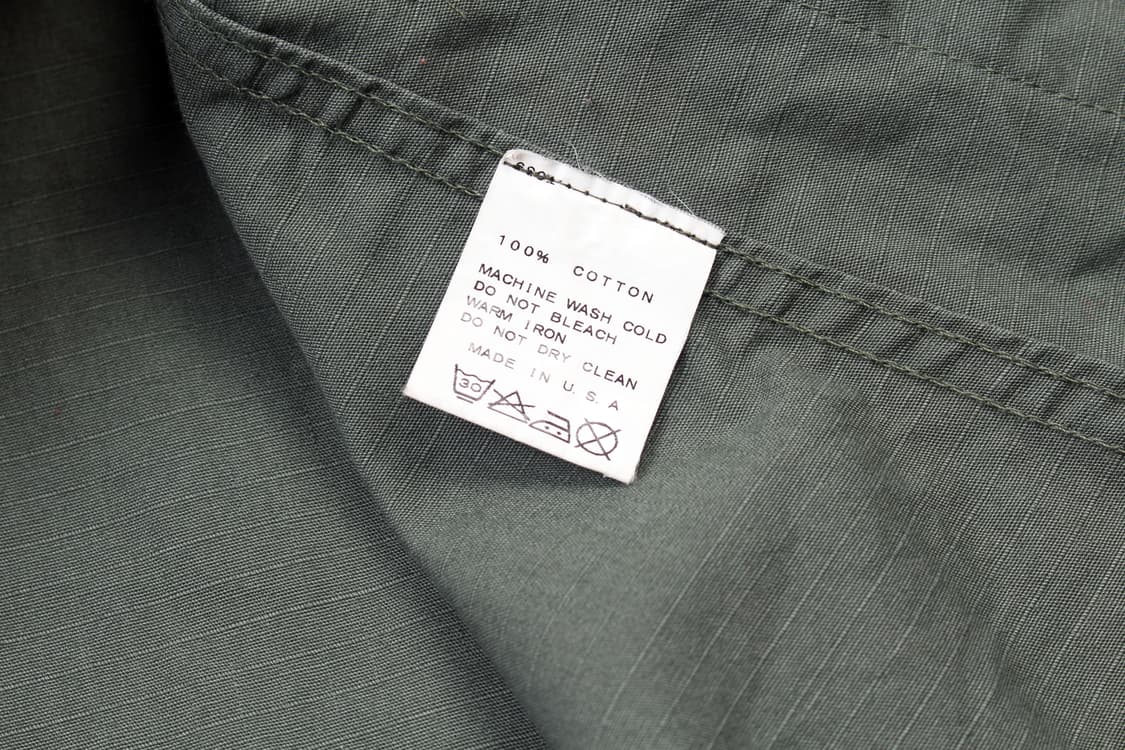 100% COTTON
MACHINE WASH COLD
DO NOT BLEACH
WARM IRON
DO NOT DRY CLEAN
MADE IN U.S.A
30